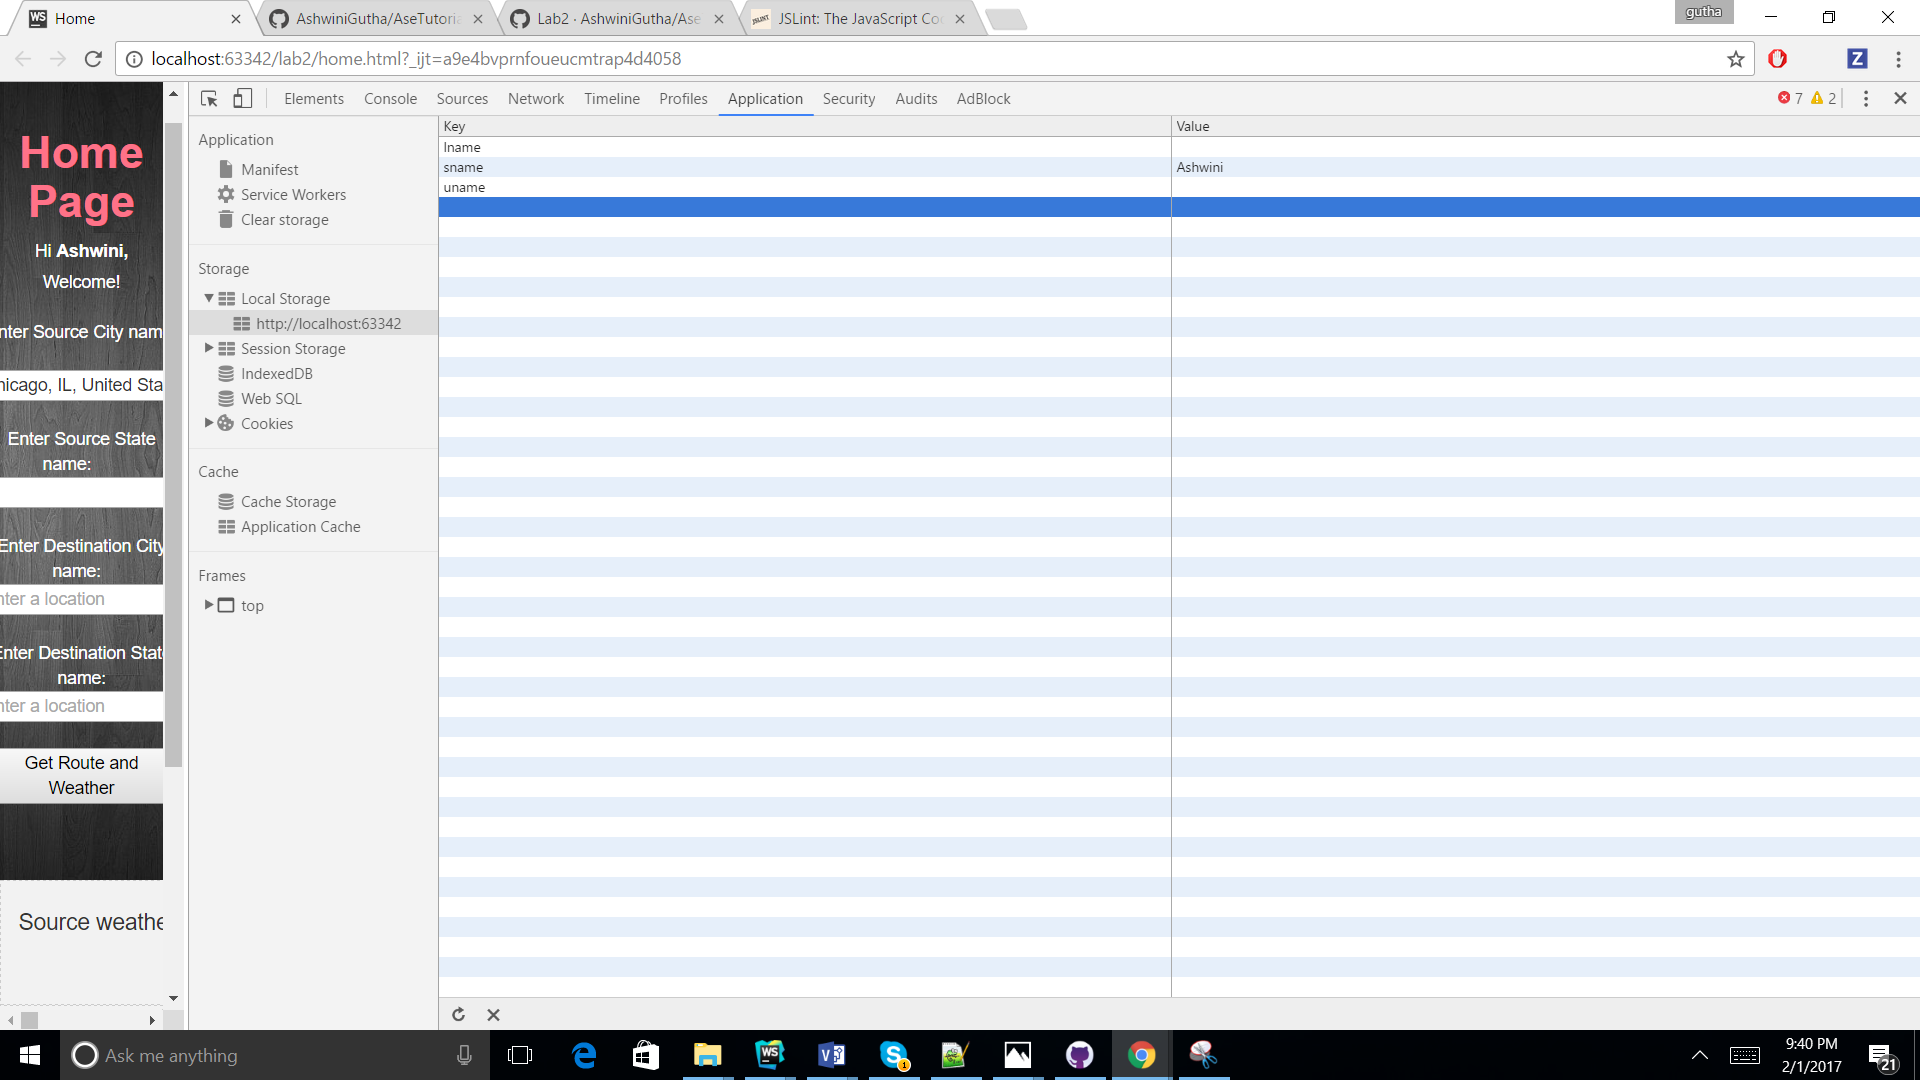 Home
AshwiniGutha/AseTutoria
Lab2 · AshwiniGutha/Ase
JSLint: The JavaScript Co
gutha
localhost:63342/lab2/home.html?_ijt=a9e4bvprnfoueucmtrap4d4058
Home
Page
Hi Ashwini,
Welcome!
nter Source City nam
hicago, IL, United Sta
Enter Source State
name:
Enter Destination City
name:
nter a location
Enter Destination Stat
name:
nter a location
Get Route and
Weather
Source weathe
Elements Console Sources Network Timeline Profiles Application Security Audits AdBlock
7 2
Application
Manifest
Service Workers
Clear storage
Storage
Local Storage
http://localhost:63342
Session Storage
IndexedDB
Web SQL
Cookies
Cache
Cache Storage
Application Cache
Frames
top
Key Value
lname
sname Ashwini
uname
Ask me anything
9:40 PM
2/1/2017
21